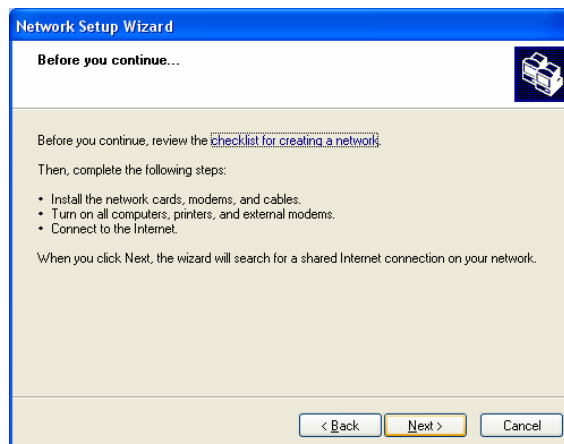 Network Setup Wizard
Before you continue...
Before you continue, review the checklist for creating a network.
Then, complete the following steps:
• Install the network cards, modems, and cables.
• Turn on all computers, printers, and external modems.
• Connect to the Internet.
When you click Next, the wizard will search for a shared Internet connection on your network.
< Back Next > Cancel